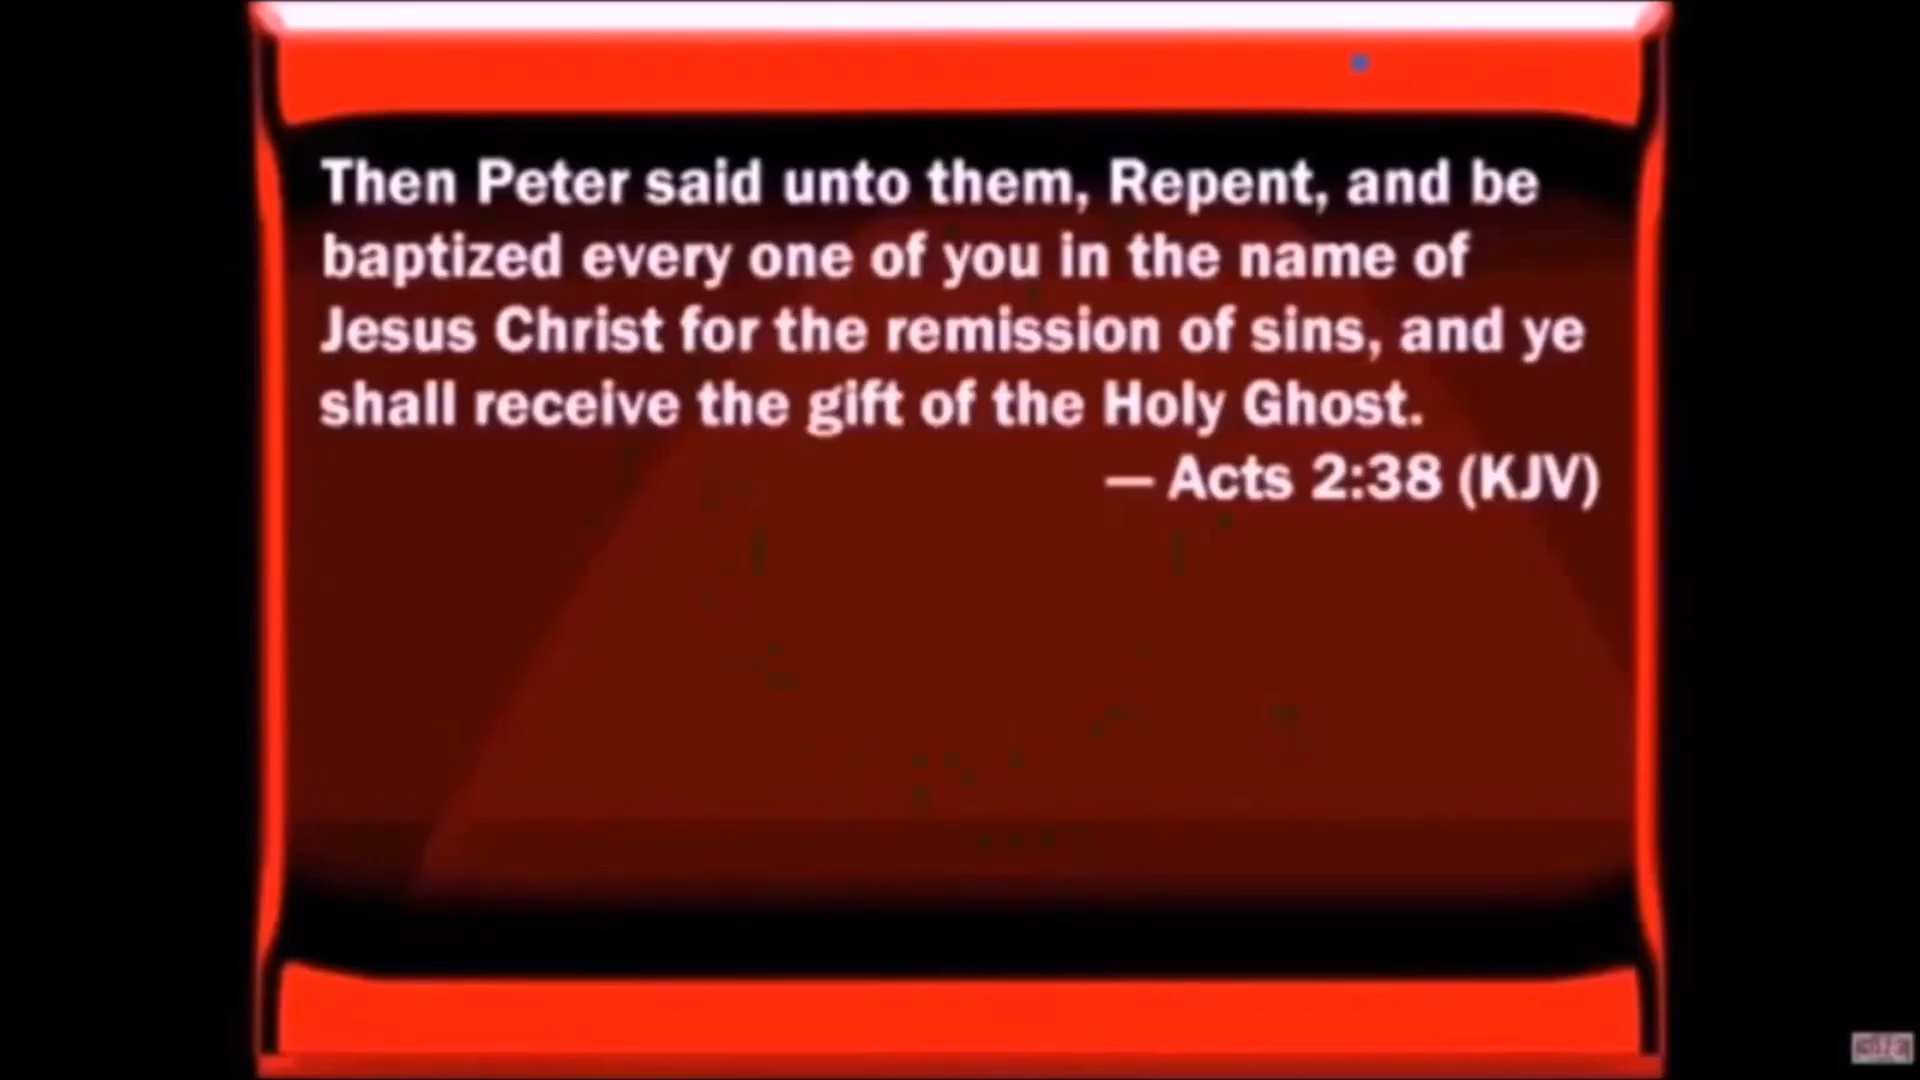 Then Peter said unto them, Repent, and be
baptized every one of you in the name of
Jesus Christ for the remission of sins, and ye
shall receive the gift of the Holy Ghost.
— Acts 2:38 (KJV)